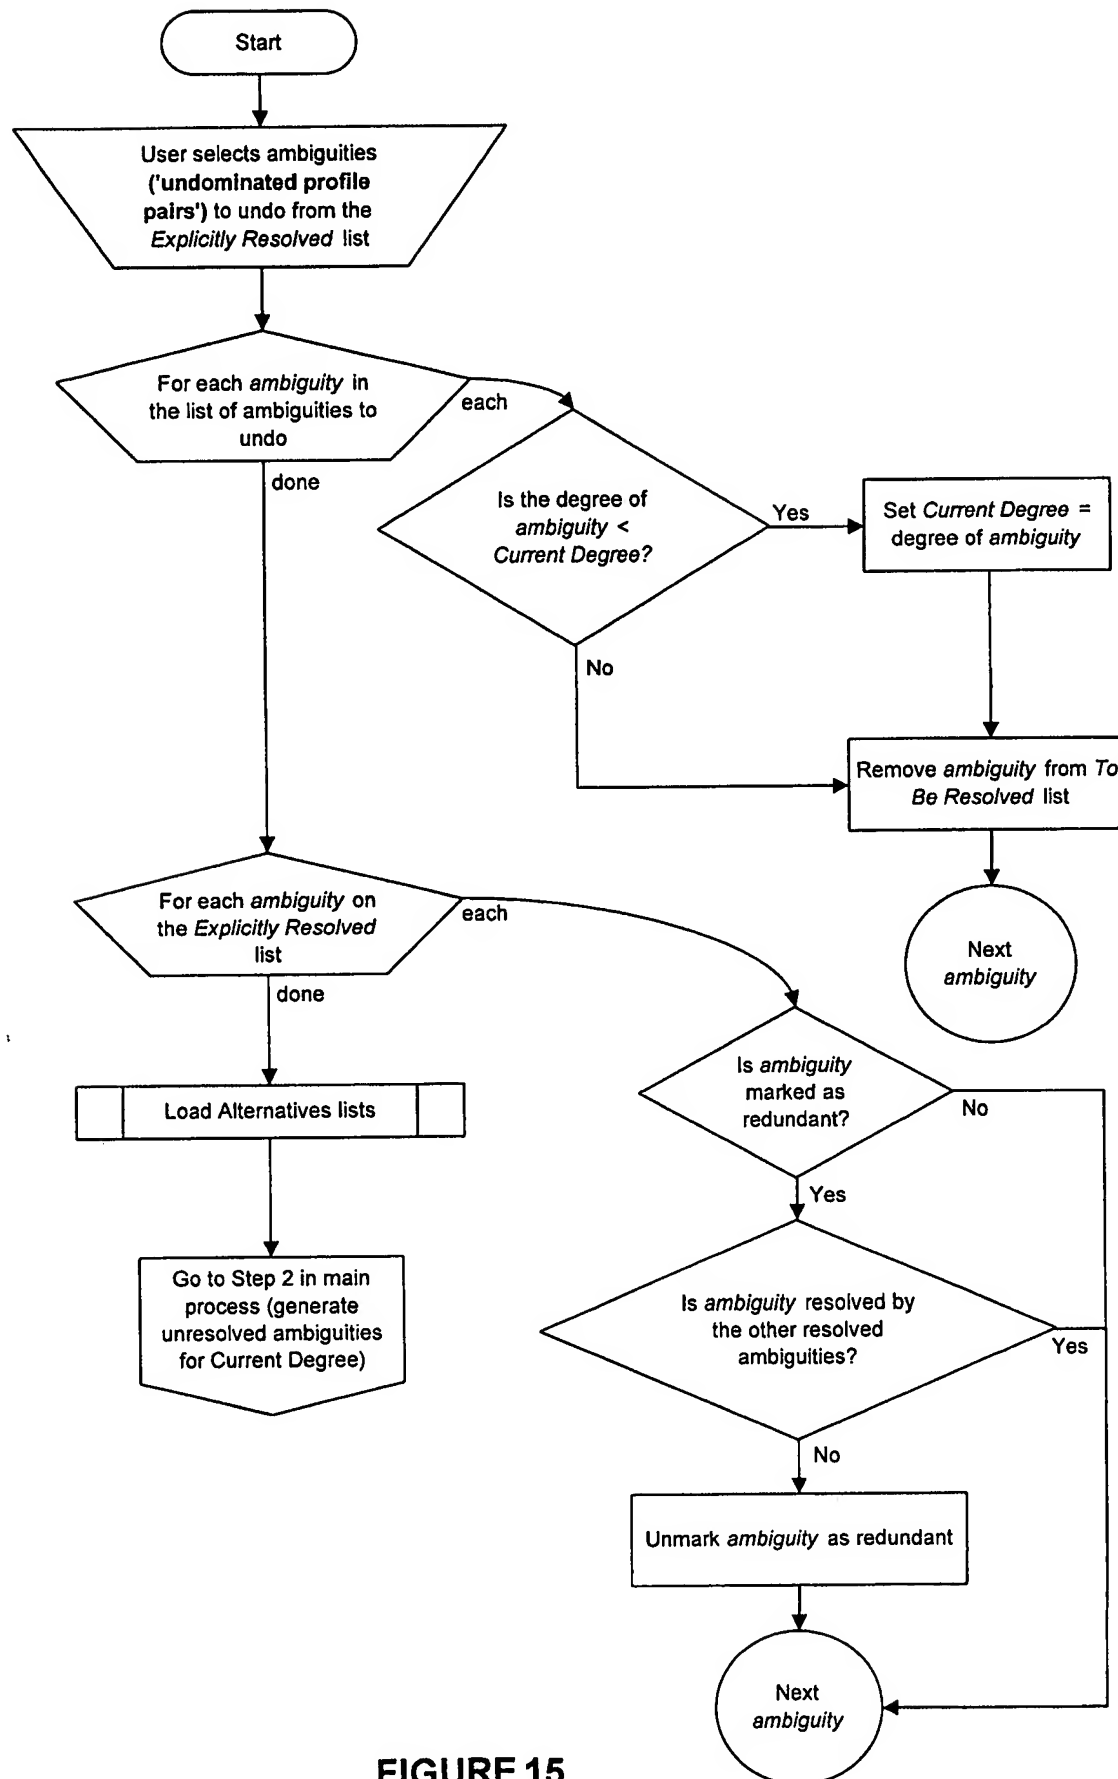 Start
User selects ambiguities
('undominated profile
pairs') to undo from the
Explicitly Resolved list
For each ambiguity in
the list of ambiguities to
undo
each
done
Is the degree of
ambiguity <
Current Degree?
Yes
No
Set Current Degree =
degree of ambiguity
Remove ambiguity from To
Be Resolved list
Next
ambiguity
For each ambiguity on
the Explicitly Resolved
list
each
done
Load Alternatives lists
Go to Step 2 in main
process (generate
unresolved ambiguities
for Current Degree)
Is ambiguity
marked as
redundant?
No
Yes
Is ambiguity resolved by
the other resolved
ambiguities?
Yes
No
Unmark ambiguity as redundant
Next
ambiguity
FIGURE 15